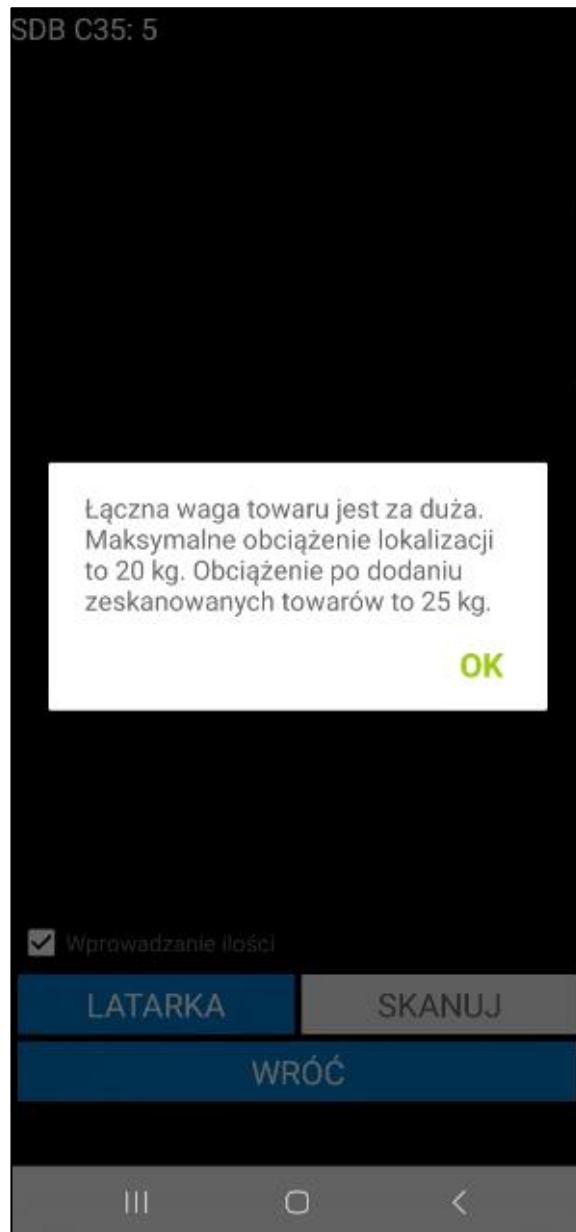 SDB C35: 5
Łączna waga towaru jest za duża.
Maksymalne obciążenie lokalizacji
to 20 kg. Obciążenie po dodaniu
zeskanowanych towarów to 25 kg.
OK
Wprowadzanie ilości
LATARKA
SKANUJ
WRÓĆ